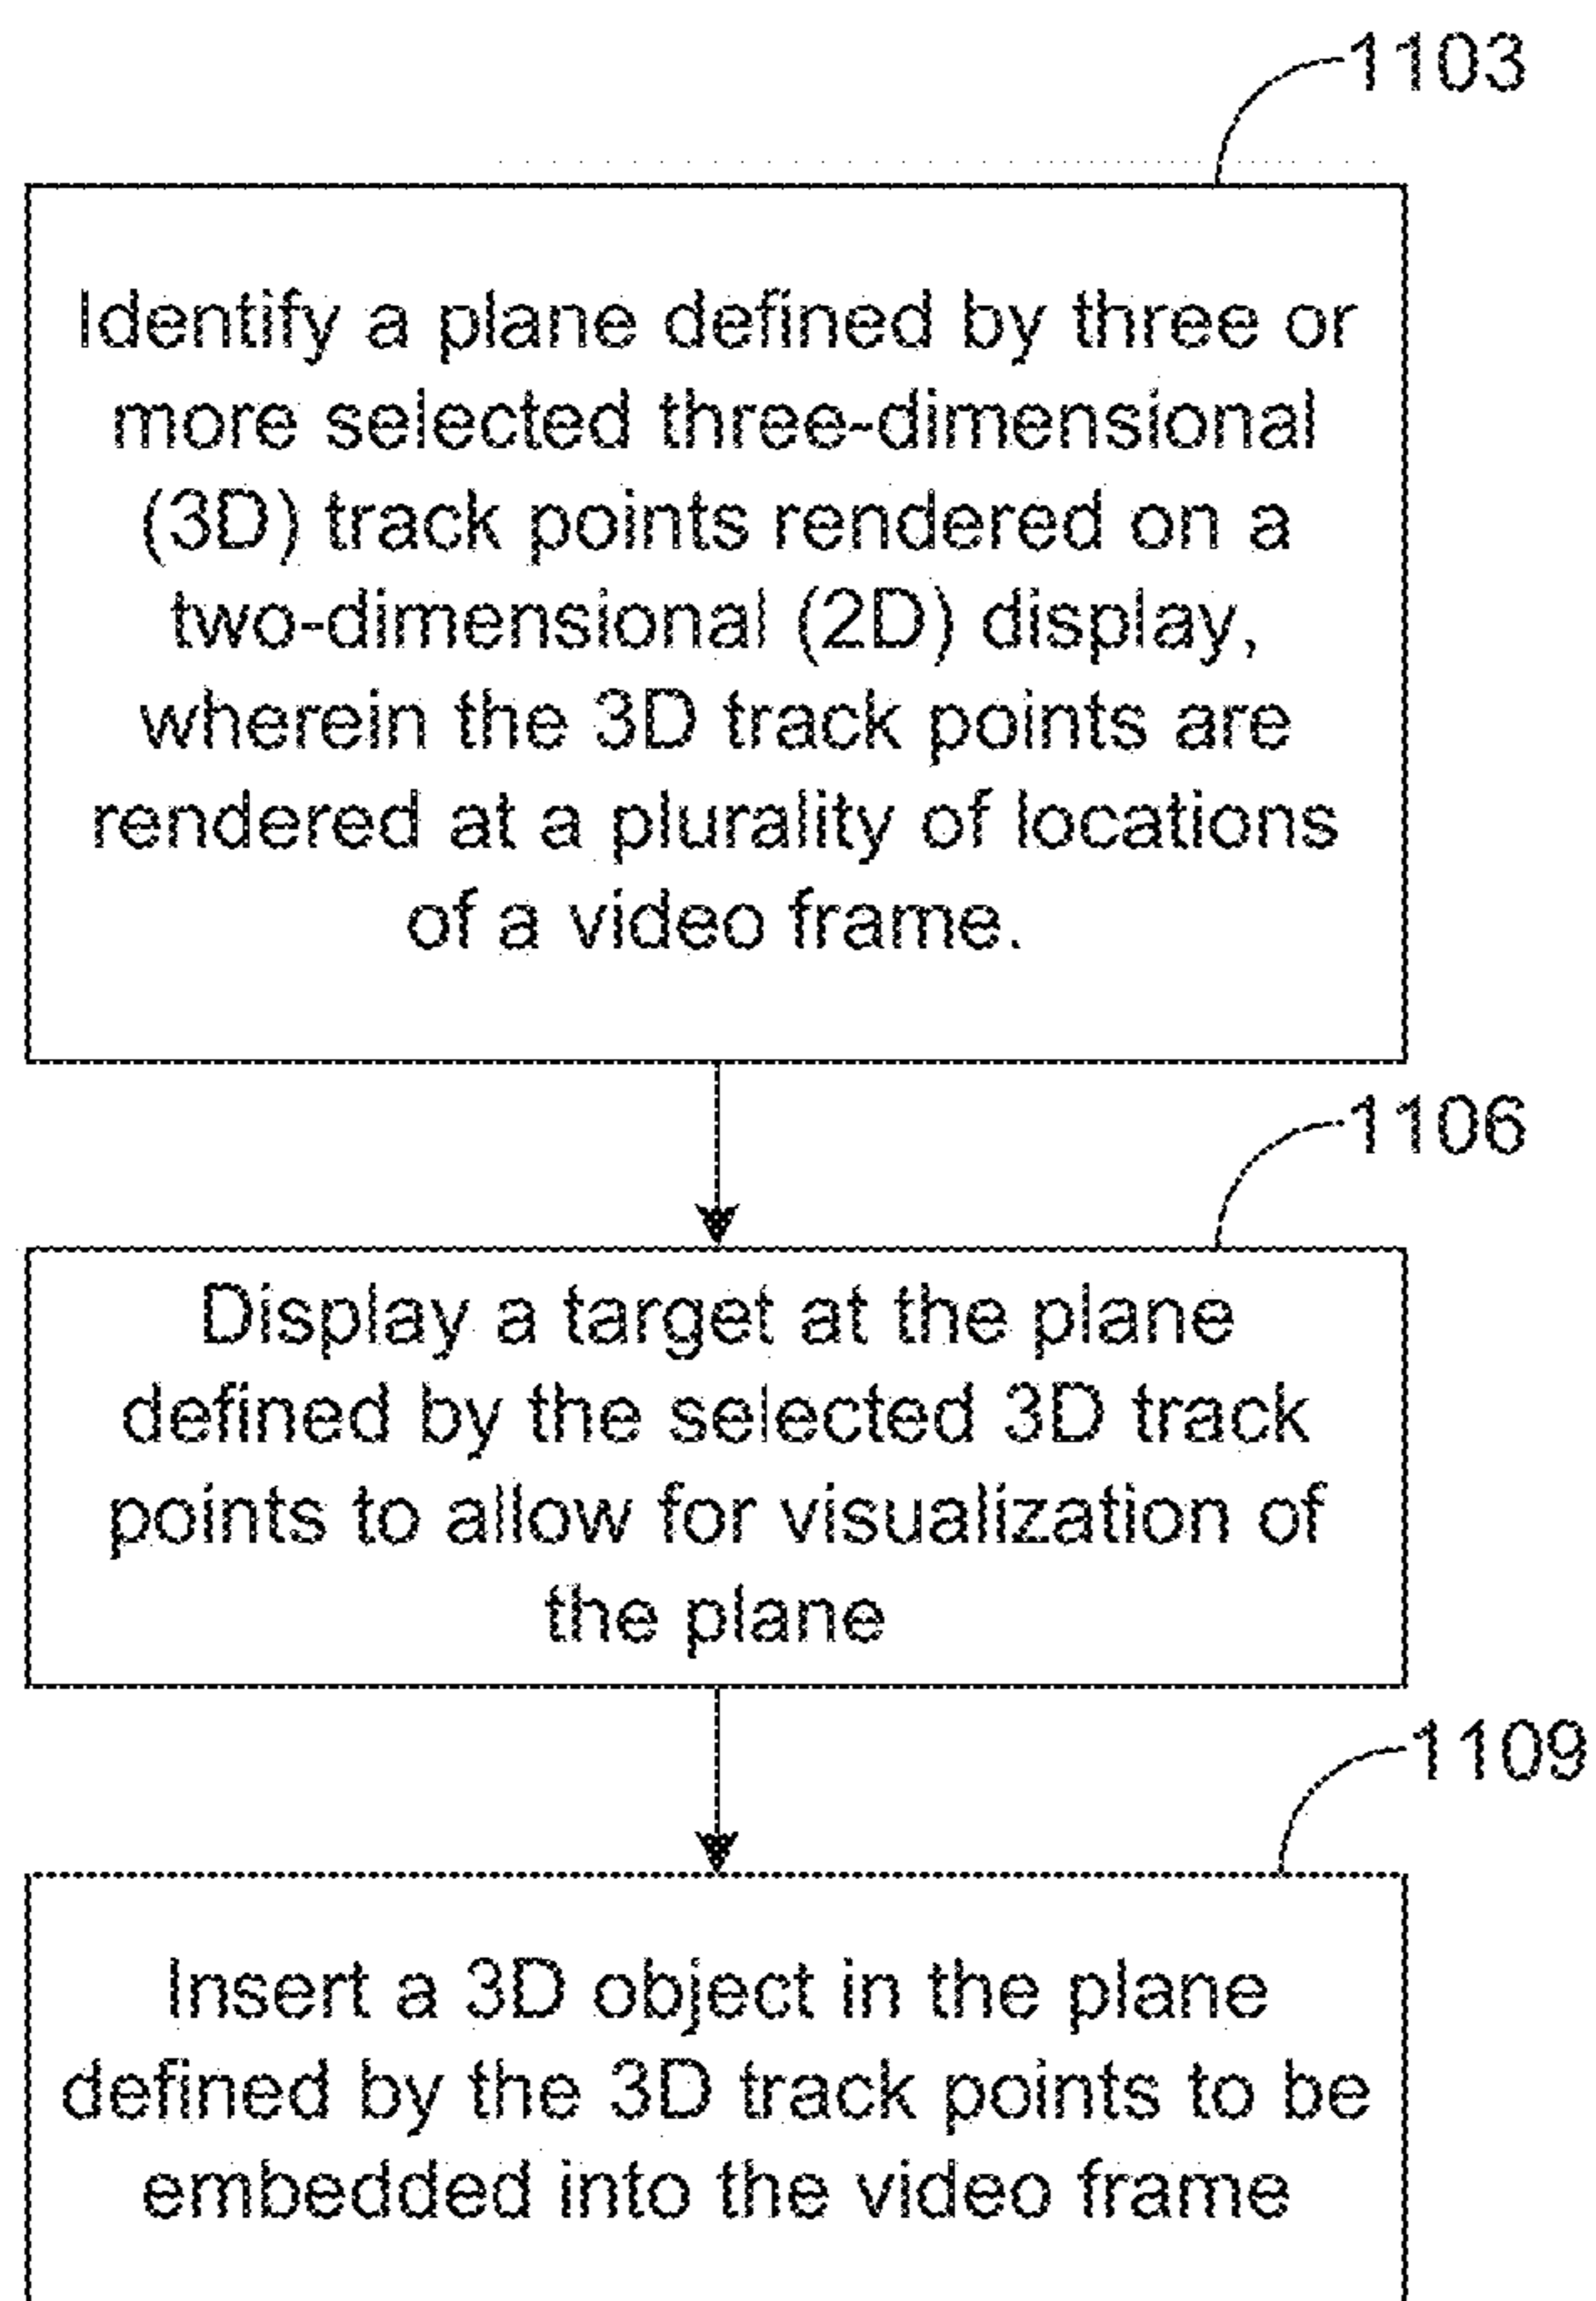 1103
Identify a plane defined by three or
more selected three-dimensional
(3D) track points rendered on a
two-dimensional (2D) display,
wherein the 3D track points are
rendered at a plurality of locations
of a video frame.
1106
Display a target at the plane
defined by the selected 3D track
points to allow for visualization of
the plane
1109
Insert a 3D object in the plane
defined by the 3D track points to be
embedded into the video frame